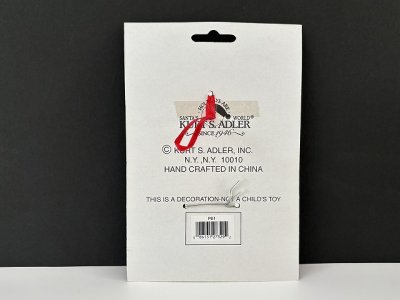 SANTA'S WORLD®
KURT S. ADLER
SINCE 1946
© KURT S. ADLER, INC.
N.Y., N.Y. 10010
HAND CRAFTED IN CHINA
THIS IS A DECORATION-NOT A CHILD'S TOY